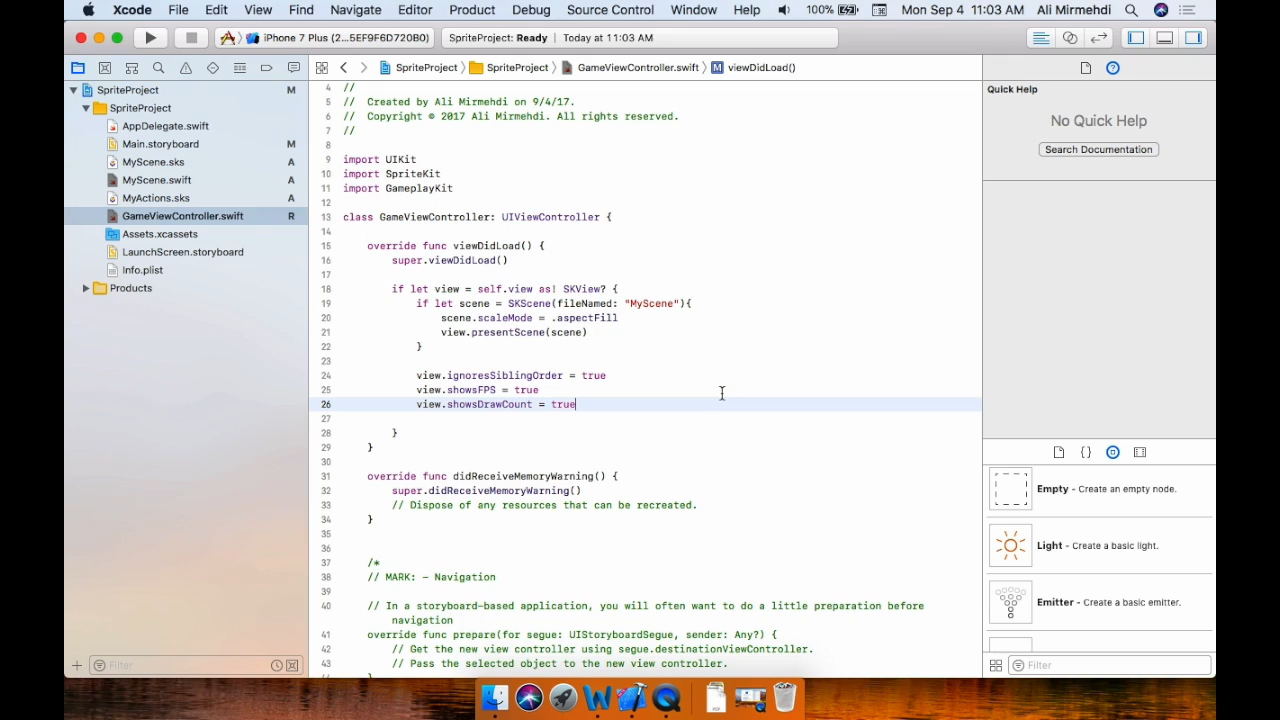 Xcode File Edit View Find Navigate Editor Product Debug Source Control Window Help 100% Mon Sep 4 11:03 AM Ali Mirmehdi
iPhone 7 Plus (2...5EF9F6D720B0) SpriteProject: Ready Today at 11:03 AM
SpriteProject SpriteProject GameViewController.swift M viewDidLoad()
SpriteProject M
SpriteProject
AppDelegate.swift
Main.storyboard M
MyScene.sks A
MyScene.swift A
MyActions.sks A
GameViewController.swift R
Assets.xcassets
LaunchScreen.storyboard
Info.plist
Products
Filter
4 //
5 // Created by Ali Mirmehdi on 9/4/17.
6 // Copyright © 2017 Ali Mirmehdi. All rights reserved.
7 //
8
9 import UIKit
10 import SpriteKit
11 import GameplayKit
12
13 class GameViewController: UIViewController {
14
15 override func viewDidLoad() {
16 super.viewDidLoad()
17
18 if let view = self.view as! SKView? {
19 if let scene = SKScene(fileNamed: "MyScene"){
20 scene.scaleMode = .aspectFill
21 view.presentScene(scene)
22 }
23
24 view.ignoresSiblingOrder = true
25 view.showsFPS = true
26 view.showsDrawCount = true
27
28 }
29 }
30
31 override func didReceiveMemoryWarning() {
32 super.didReceiveMemoryWarning()
33 // Dispose of any resources that can be recreated.
34 }
35
36
37 /*
38 // MARK: - Navigation
39
40 // In a storyboard-based application, you will often want to do a little preparation before
navigation
41 override func prepare(for segue: UIStoryboardSegue, sender: Any?) {
42 // Get the new view controller using segue.destinationViewController.
43 // Pass the selected object to the new view controller.
Quick Help
No Quick Help
Search Documentation
Empty - Create an empty node.
Light - Create a basic light.
Emitter - Create a basic emitter.
Filter